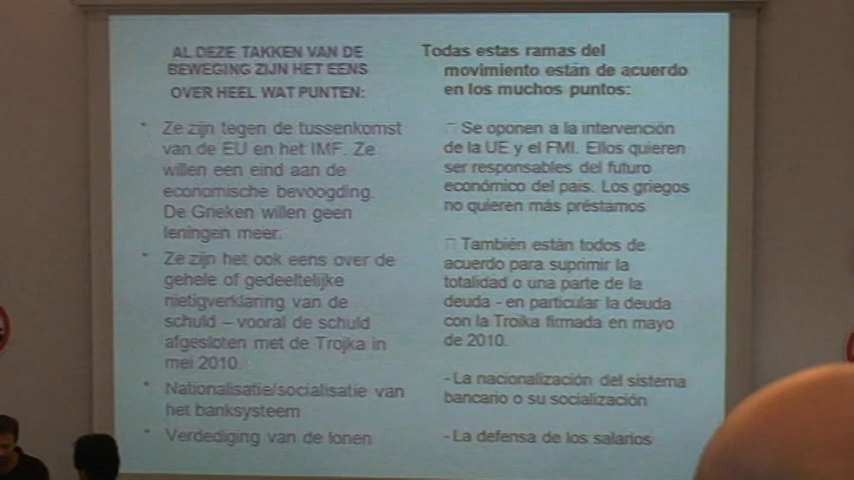 AL DEZE TAKKEN VAN DE
BEWEGING ZIJN HET EENS
OVER HEEL WAT PUNTEN:
• Ze zijn tegen de tussenkomst
van de EU en het IMF. Ze
willen een eind aan de
economische bevoogding.
De Grieken willen geen
leningen meer.
• Ze zijn het ook eens over de
gehele of gedeeltelijke
nietigverklaring van de
schuld – vooral de schuld
afgesloten met de Trojka in
mei 2010.
• Nationalisatie/socialisatie van
het banksysteem
• Verdediging van de lonen
Todas estas ramas del
movimiento están de acuerdo
en los muchos puntos:
Se oponen a la intervención
de la UE y el FMI. Ellos quieren
ser responsables del futuro
económico del país. Los griegos
no quieren más préstamos
También están todos de
acuerdo para suprimir la
totalidad o una parte de la
deuda - en particular la deuda
con la Troika firmada en mayo
de 2010.
- La nacionalización del sistema
bancario o su socialización
- La defensa de los salarios